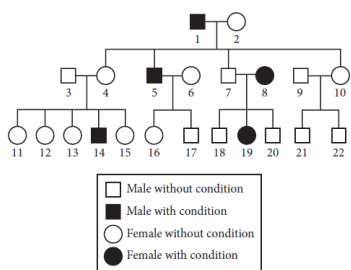 1 2
3 4 5 6 7 8 9 10
11 12 13 14 15 16 17 18 19 20 21 22
Male without condition
Male with condition
Female without condition
Female with condition